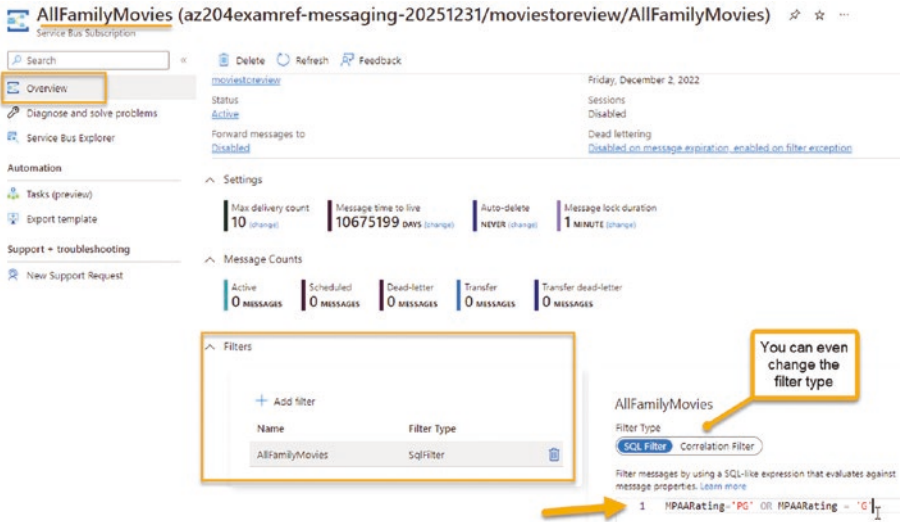 AllFamilyMovies (az204examref-messaging-20251231/moviestoreview/AllFamilyMovies)
Service Bus Subscription
Search
Delete Refresh Feedback
Overview
Diagnose and solve problems
Service Bus Explorer
Automation
Tasks (preview)
Export template
Support + troubleshooting
New Support Request
moviestoreview
Friday, December 2, 2022
Status
Active
Sessions
Disabled
Forward messages to
Disabled
Dead lettering
Disabled on message expiration, enabled on filter exception
Settings
Max delivery count
10 (change)
Message time to live
10675199 DAYS (change)
Auto-delete
NEVER (change)
Message lock duration
1 MINUTE (change)
Message Counts
Active
0 MESSAGES
Scheduled
0 MESSAGES
Dead-letter
0 MESSAGES
Transfer
0 MESSAGES
Transfer dead-letter
0 MESSAGES
Filters
Add filter
Name Filter Type
AllFamilyMovies SqlFilter
You can even
change the
filter type
AllFamilyMovies
Filter Type
SQL Filter Correlation Filter
Filter messages by using a SQL-like expression that evaluates against
message properties. Learn more
1 MPAARating='PG' OR MPAARating = 'G'